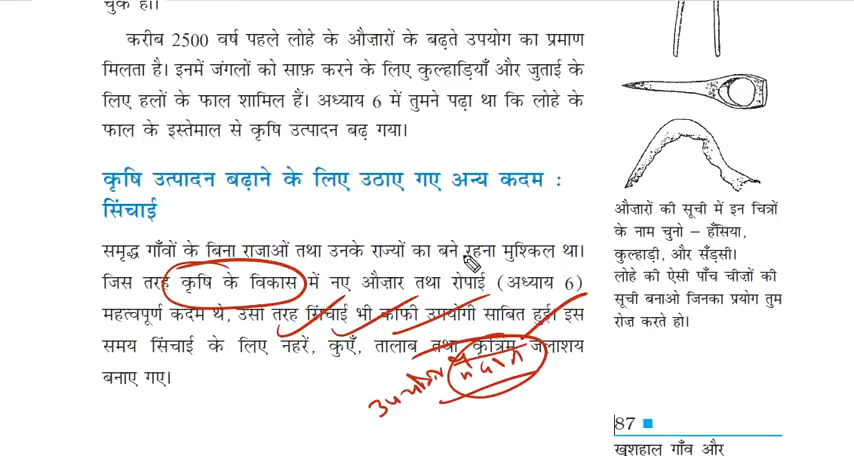 चुके हो।
करीब 2500 वर्ष पहले लोहे के औज़ारों के बढ़ते उपयोग का प्रमाण
मिलता है। इनमें जंगलों को साफ़ करने के लिए कुल्हाड़ियाँ और जुताई के
लिए हलों के फाल शामिल हैं। अध्याय 6 में तुमने पढ़ा था कि लोहे के
फाल के इस्तेमाल से कृषि उत्पादन बढ़ गया।
कृषि उत्पादन बढ़ाने के लिए उठाए गए अन्य कदम :
सिंचाई
समृद्ध गाँवों के बिना राजाओं तथा उनके राज्यों का बने रहना मुश्किल था।
जिस तरह कृषि के विकास में नए औज़ार तथा रोपाई (अध्याय 6)
महत्वपूर्ण कदम थे, उसी तरह सिंचाई भी काफी उपयोगी साबित हुई। इस
समय सिंचाई के लिए नहरें, कुएँ, तालाब तथा कृत्रिम जलाशय
बनाए गए।
औज़ारों की सूची में इन चित्रों
के नाम चुनो – हँसिया,
कुल्हाड़ी, और सँड़सी।
लोहे की ऐसी पाँच चीज़ों की
सूची बनाओ जिनका प्रयोग तुम
रोज़ करते हो।
87
खुशहाल गाँव और